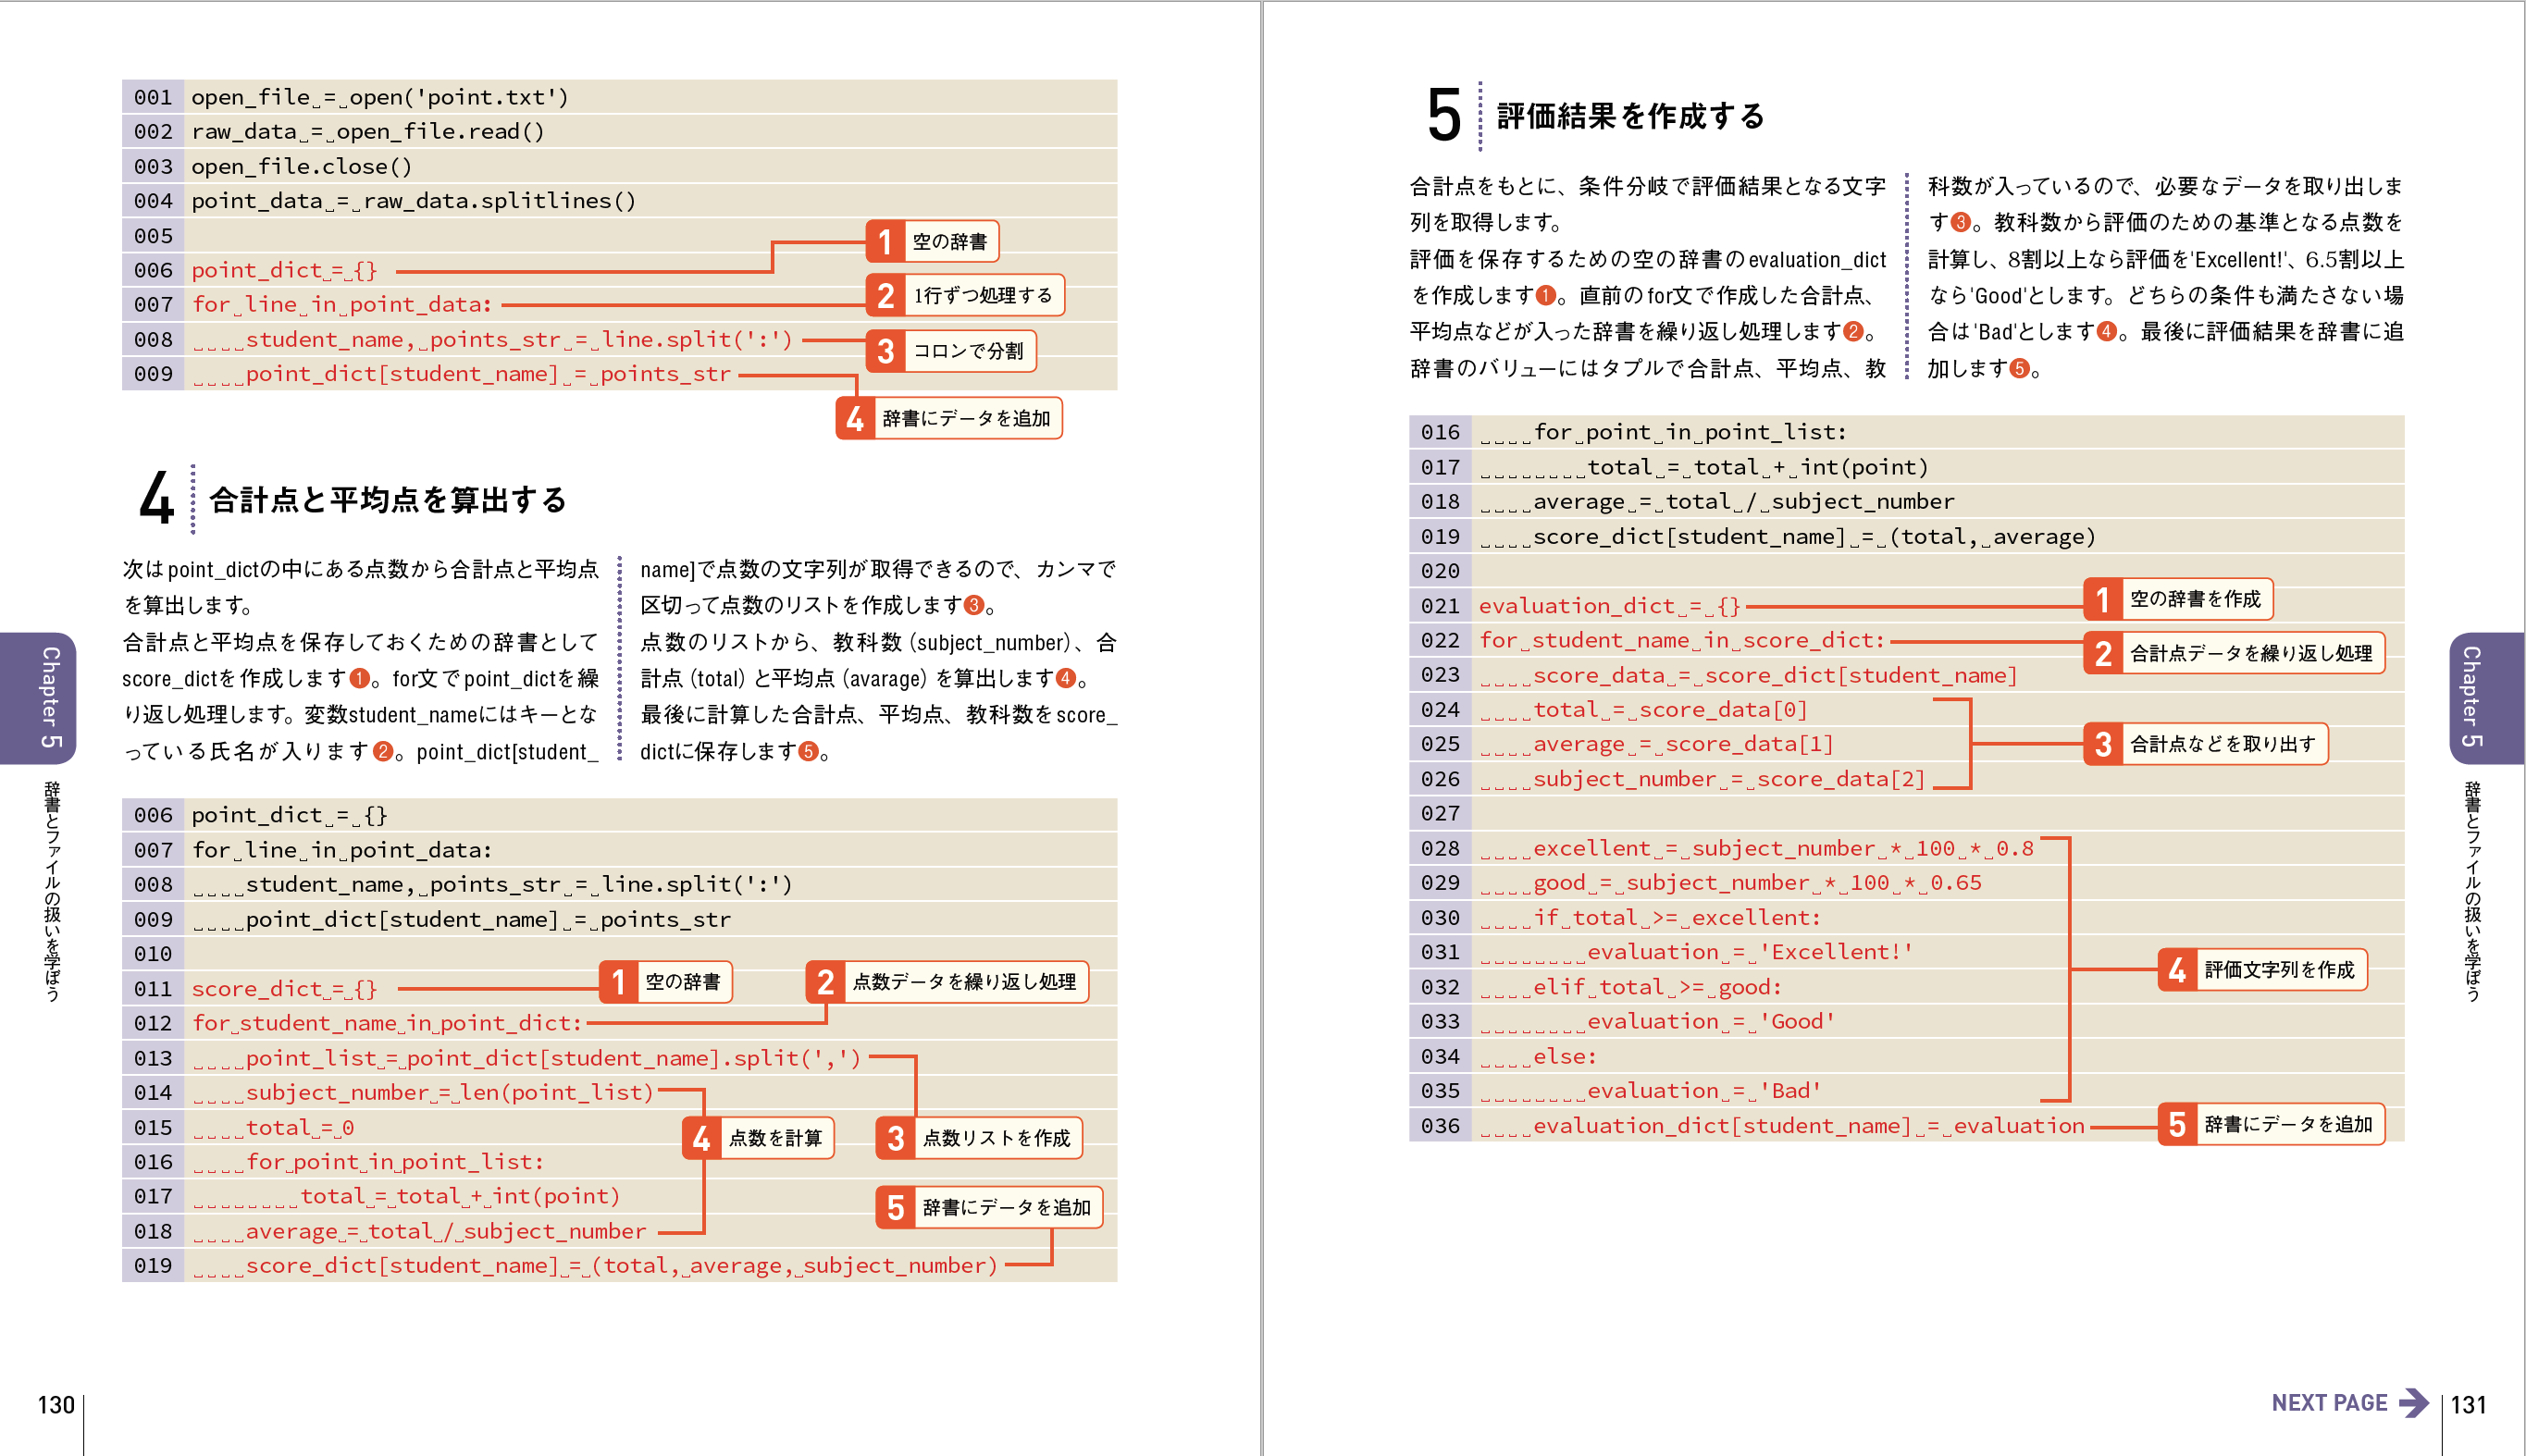 001 open_file = open('point.txt')
002 raw_data = open_file.read()
003 open_file.close()
004 point_data = raw_data.splitlines()
005
1 空の辞書
006 point_dict = {}
2 1行ずつ処理する
007 for line in point_data:
008     student_name, points_str = line.split(':')
3 コロンで分割
009     point_dict[student_name] = points_str
4 辞書にデータを追加
4 合計点と平均点を算出する
次はpoint_dictの中にある点数から合計点と平均点
を算出します。
合計点と平均点を保存しておくための辞書として
score_dictを作成します❶。for文でpoint_dictを繰
り返し処理します。変数student_nameにはキーとな
っている氏名が入ります❷。point_dict[student_
name]で点数の文字列が取得できるので、カンマで
区切って点数のリストを作成します❸。
点数のリストから、教科数（subject_number）、合
計点（total）と平均点（avarage）を算出します❹。
最後に計算した合計点、平均点、教科数をscore_
dictに保存します❺。
006 point_dict = {}
007 for line in point_data:
008     student_name, points_str = line.split(':')
009     point_dict[student_name] = points_str
010
011 score_dict = {}
1 空の辞書
2 点数データを繰り返し処理
012 for student_name in point_dict:
013     point_list = point_dict[student_name].split(',')
014     subject_number = len(point_list)
015     total = 0
4 点数を計算
3 点数リストを作成
016     for point in point_list:
017         total = total + int(point)
5 辞書にデータを追加
018     average = total / subject_number
019     score_dict[student_name] = (total, average, subject_number)
Chapter 5
辞書とファイルの扱いを学ぼう
130
5 評価結果を作成する
合計点をもとに、条件分岐で評価結果となる文字
列を取得します。
評価を保存するための空の辞書のevaluation_dict
を作成します❶。直前のfor文で作成した合計点、
平均点などが入った辞書を繰り返し処理します❷。
辞書のバリューにはタプルで合計点、平均点、教
科数が入っているので、必要なデータを取り出しま
す❸。教科数から評価のための基準となる点数を
計算し、8割以上なら評価を'Excellent!'、6.5割以上
なら'Good'とします。どちらの条件も満たさない場
合は'Bad'とします❹。最後に評価結果を辞書に追
加します❺。
016     for point in point_list:
017         total = total + int(point)
018     average = total / subject_number
019     score_dict[student_name] = (total, average)
020
021 evaluation_dict = {}
1 空の辞書を作成
022 for student_name in score_dict:
2 合計点データを繰り返し処理
023     score_data = score_dict[student_name]
024     total = score_data[0]
025     average = score_data[1]
3 合計点などを取り出す
026     subject_number = score_data[2]
027
028     excellent = subject_number * 100 * 0.8
029     good = subject_number * 100 * 0.65
030     if total >= excellent:
031         evaluation = 'Excellent!'
4 評価文字列を作成
032     elif total >= good:
033         evaluation = 'Good'
034     else:
035         evaluation = 'Bad'
036     evaluation_dict[student_name] = evaluation
5 辞書にデータを追加
Chapter 5
辞書とファイルの扱いを学ぼう
NEXT PAGE
131